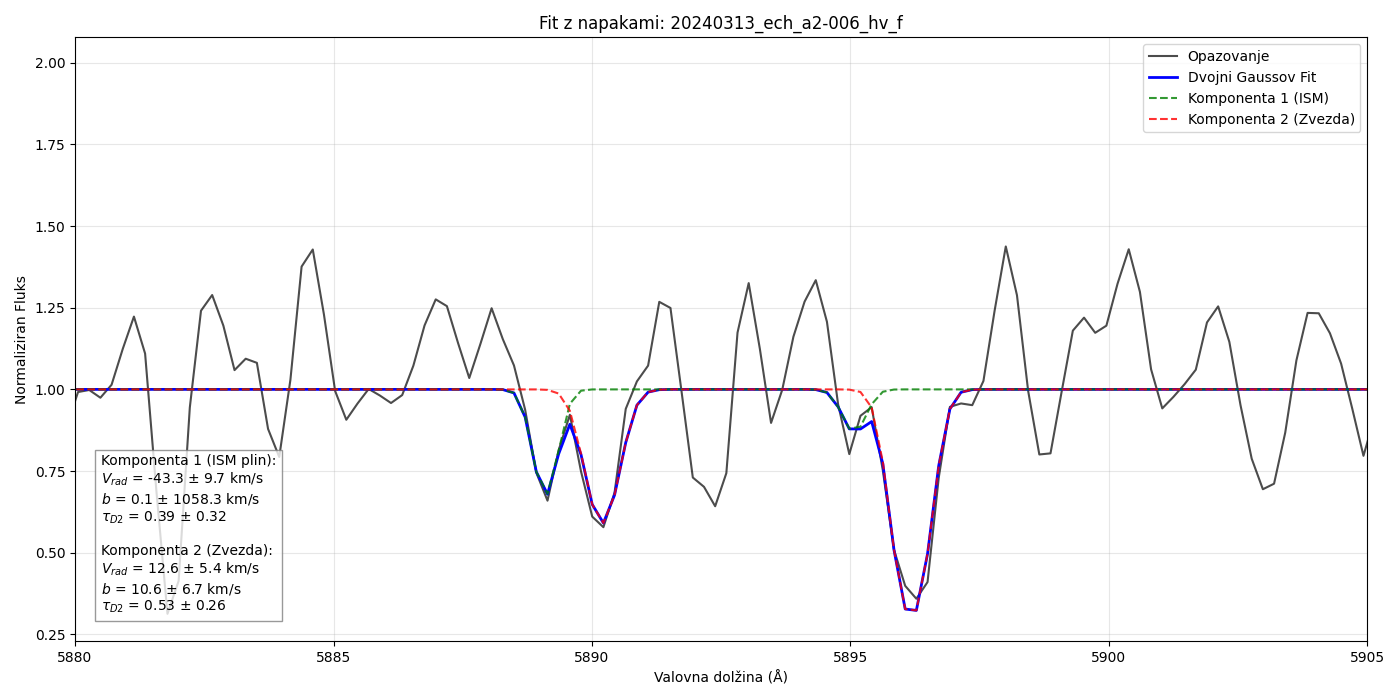 Fit z napakami: 20240313_ech_a2-006_hv_f
Normaliziran Fluks
2.00
1.75
1.50
1.25
1.00
0.75
0.50
0.25
Opazovanje
Dvojni Gaussov Fit
Komponenta 1 (ISM)
Komponenta 2 (Zvezda)
Komponenta 1 (ISM plin):
V_rad = -43.3 ± 9.7 km/s
b = 0.1 ± 1058.3 km/s
τ_D2 = 0.39 ± 0.32
Komponenta 2 (Zvezda):
V_rad = 12.6 ± 5.4 km/s
b = 10.6 ± 6.7 km/s
τ_D2 = 0.53 ± 0.26
5880 5885 5890 5895 5900 5905
Valovna dolžina (Å)